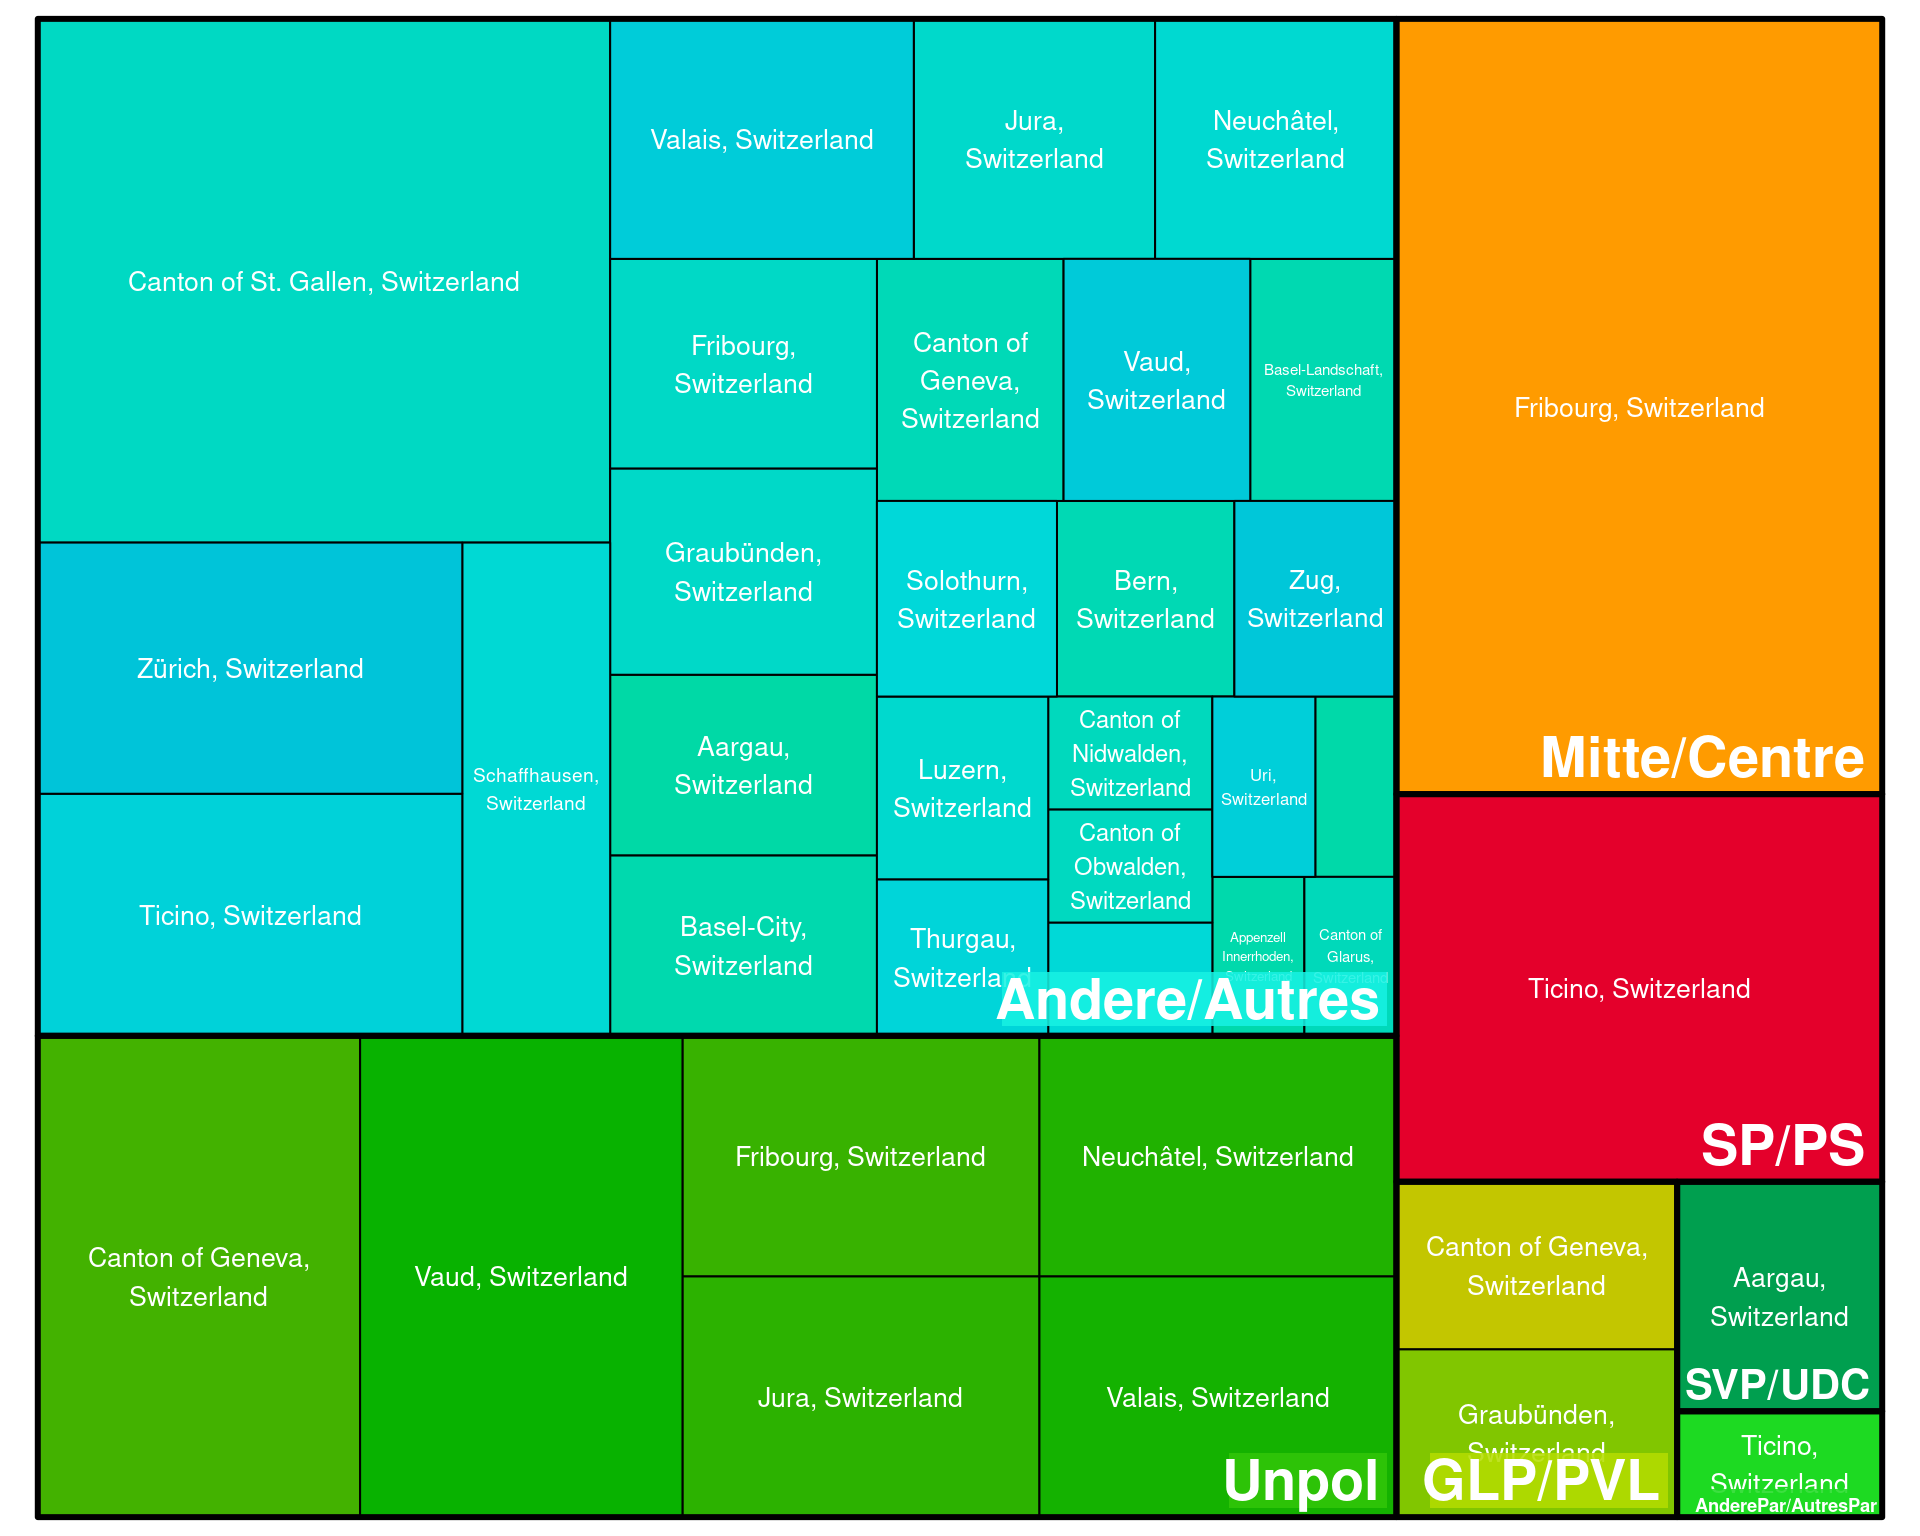 Canton of St. Gallen, Switzerland
Valais, Switzerland
Jura,
Switzerland
Neuchâtel,
Switzerland
Fribourg,
Switzerland
Canton of
Geneva,
Switzerland
Vaud,
Switzerland
Basel-Landschaft,
Switzerland
Graubünden,
Switzerland
Solothurn,
Switzerland
Bern,
Switzerland
Zug,
Switzerland
Zürich, Switzerland
Schaffhausen,
Switzerland
Ticino, Switzerland
Aargau,
Switzerland
Luzern,
Switzerland
Canton of
Nidwalden,
Switzerland
Uri,
Switzerland
Canton of
Obwalden,
Switzerland
Basel-City,
Switzerland
Thurgau,
Switzerland
Appenzell
Innerrhoden,
Switzerland
Canton of
Glarus,
Switzerland
Andere/Autres
Fribourg, Switzerland
Mitte/Centre
Ticino, Switzerland
SP/PS
Canton of Geneva,
Switzerland
Vaud, Switzerland
Fribourg, Switzerland
Neuchâtel, Switzerland
Jura, Switzerland
Valais, Switzerland
Unpol
Canton of Geneva,
Switzerland
Graubünden,
Switzerland
GLP/PVL
Aargau,
Switzerland
SVP/UDC
Ticino,
Switzerland
AnderePar/AutresPar